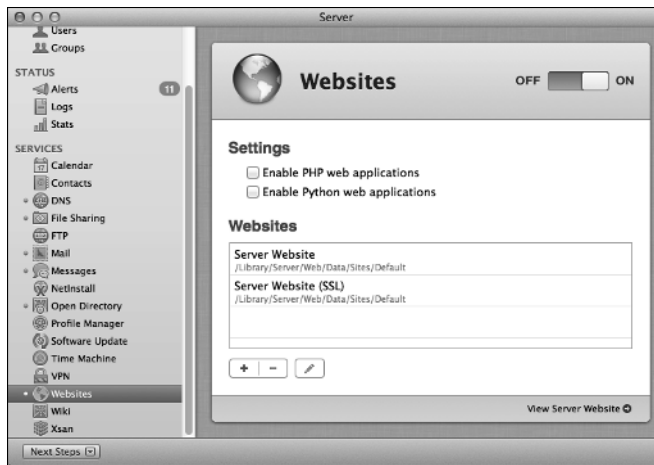 Server
Users
Groups
STATUS
Alerts
11
Logs
Stats
SERVICES
17
Calendar
Contacts
DNS
File Sharing
FTP
Mail
Messages
NetInstall
Open Directory
Profile Manager
Software Update
Time Machine
VPN
Websites
Wiki
Xsan
Next Steps
Websites
OFF
ON
Settings
Enable PHP web applications
Enable Python web applications
Websites
Server Website
/Library/Server/Web/Data/Sites/Default
Server Website (SSL)
/Library/Server/Web/Data/Sites/Default
+ −
View Server Website